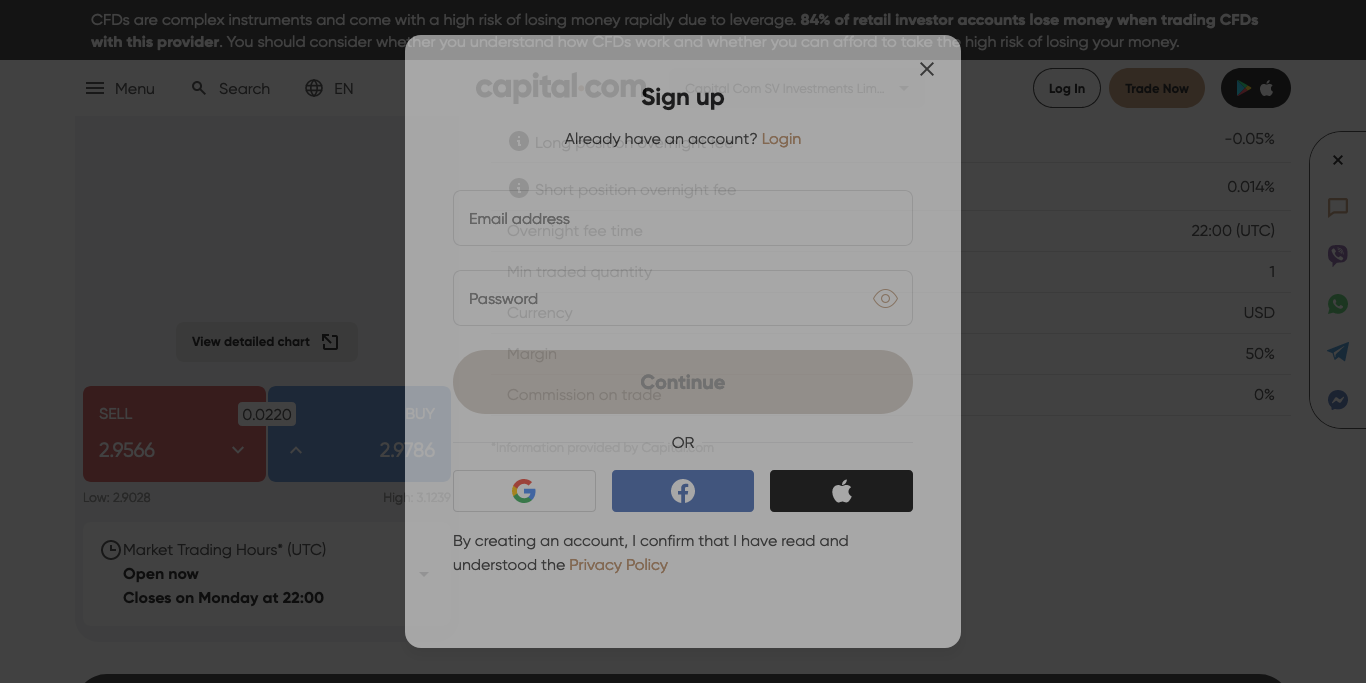 CFDs are complex instruments and come with a high risk of losing money rapidly due to leverage. 84% of retail investor accounts lose money when trading CFDs
with this provider. You should consider whether you understand how CFDs work and whether you can afford to take the high risk of losing your money.
Menu
Search
EN
capital.com
Capital Com SV Investments Lim...
Log In
Trade Now
Sign up
Already have an account? Login
Long position overnight fee
-0.05%
Short position overnight fee
0.014%
Email address
Overnight fee time
22:00 (UTC)
Min traded quantity
1
Password
Currency
USD
Margin
50%
Continue
Commission on trade
0%
OR
*information provided by Capital.com
View detailed chart
SELL
0.0220
BUY
2.9566
2.9786
Low: 2.9028
High: 3.1239
Market Trading Hours* (UTC)
Open now
Closes on Monday at 22:00
By creating an account, I confirm that I have read and
understood the Privacy Policy